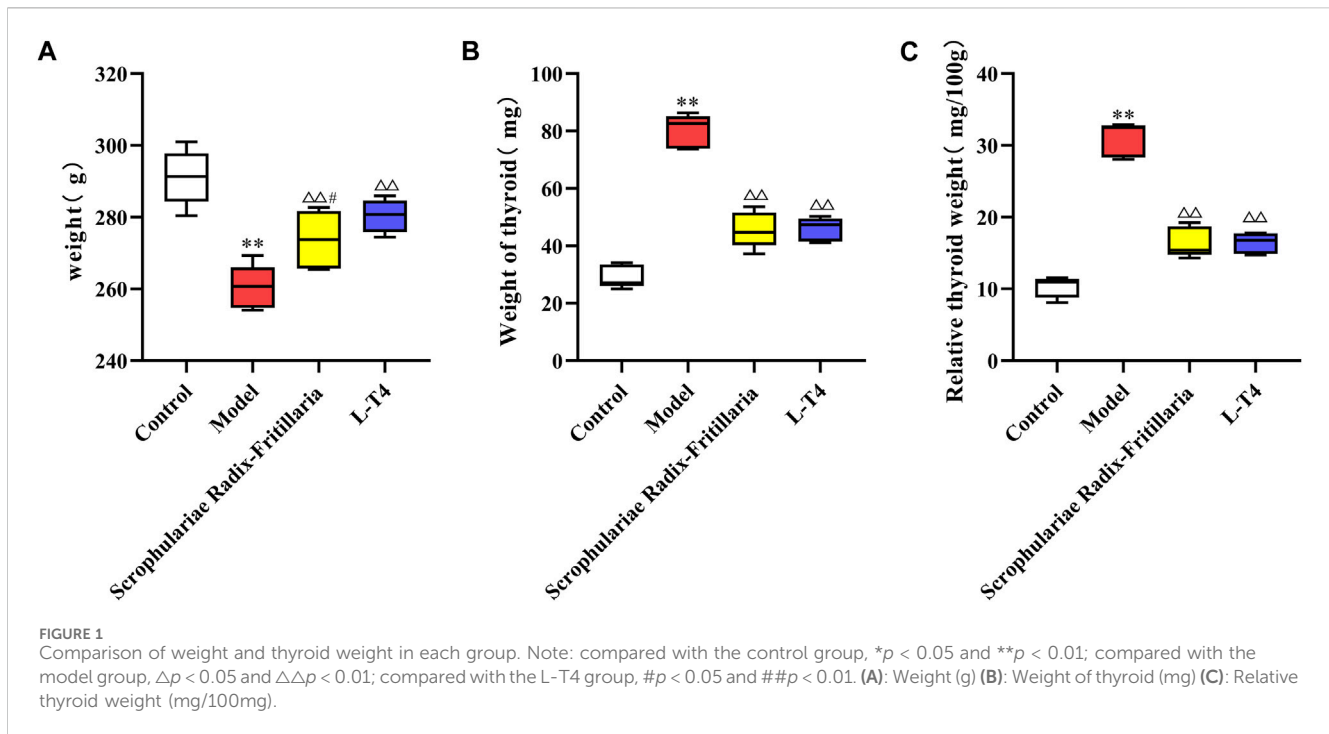 A
weight( g)
320
300
280
260
240
**
△△#
△△
Control
Model
Scrophulariae Radix-Fritillaria
L-T4
B
Weight of thyroid( mg)
100
80
60
40
20
0
**
△△
△△
Control
Model
Scrophulariae Radix-Fritillaria
L-T4
C
Relative thyroid weight( mg/100g)
40
30
20
10
0
**
△△
△△
Control
Model
Scrophulariae Radix-Fritillaria
L-T4
FIGURE 1
Comparison of weight and thyroid weight in each group. Note: compared with the control group, *p < 0.05 and **p < 0.01; compared with the
model group, △p < 0.05 and △△p < 0.01; compared with the L-T4 group, #p < 0.05 and ##p < 0.01. (A): Weight (g) (B): Weight of thyroid (mg) (C): Relative
thyroid weight (mg/100mg).